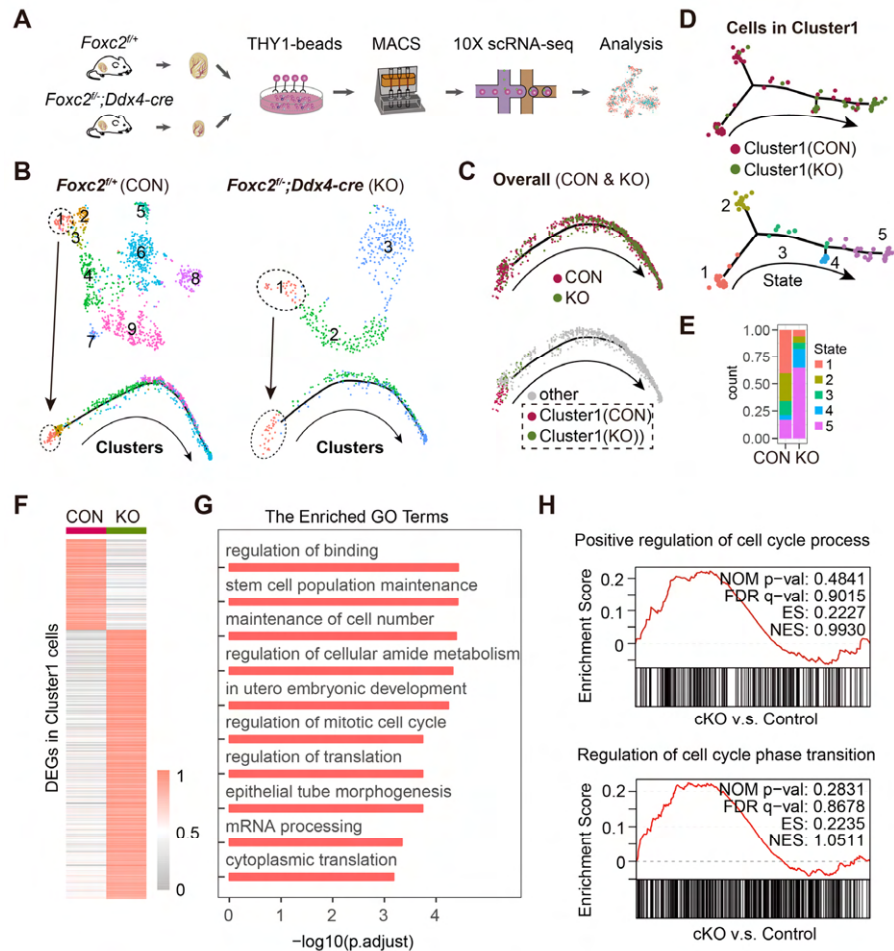 A
Foxc2f/+
Foxc2f/-;Ddx4-cre
THY1-beads
MACS
10X scRNA-seq
Analysis
B
Foxc2f/+ (CON)
Foxc2f/-;Ddx4-cre (KO)
1
2
3
4
5
6
7
8
9
Clusters
1
2
3
Clusters
C
Overall (CON & KO)
CON
KO
other
Cluster1(CON)
Cluster1(KO))
D
Cells in Cluster1
Cluster1(CON)
Cluster1(KO)
2
1
3
4
5
State
E
count
1.00
0.75
0.50
0.25
0.00
CON KO
State
1
2
3
4
5
F
CON KO
DEGs in Cluster1 cells
1
0.5
0
G
The Enriched GO Terms
regulation of binding
stem cell population maintenance
maintenance of cell number
regulation of cellular amide metabolism
in utero embryonic development
regulation of mitotic cell cycle
regulation of translation
epithelial tube morphogenesis
mRNA processing
cytoplasmic translation
0 1 2 3 4
−log10(p.adjust)
H
Positive regulation of cell cycle process
Enrichment Score
0.2
0.1
0
NOM p-val: 0.4841
FDR q-val: 0.9015
ES: 0.2227
NES: 0.9930
cKO v.s. Control
Regulation of cell cycle phase transition
Enrichment Score
0.2
0.1
0
NOM p-val: 0.2831
FDR q-val: 0.8678
ES: 0.2235
NES. 1.0511
cKO v.s. Control